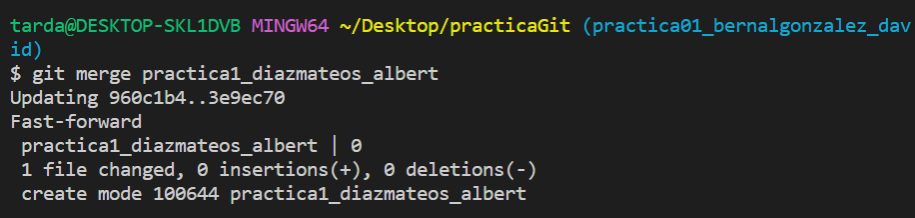 tarda@DESKTOP-SKL1DVB MINGW64 ~/Desktop/practicaGit (practica01_bernalgonzalez_dav
id)
$ git merge practica1_diazmateos_albert
Updating 960c1b4..3e9ec70
Fast-forward
 practica1_diazmateos_albert | 0
 1 file changed, 0 insertions(+), 0 deletions(-)
 create mode 100644 practica1_diazmateos_albert